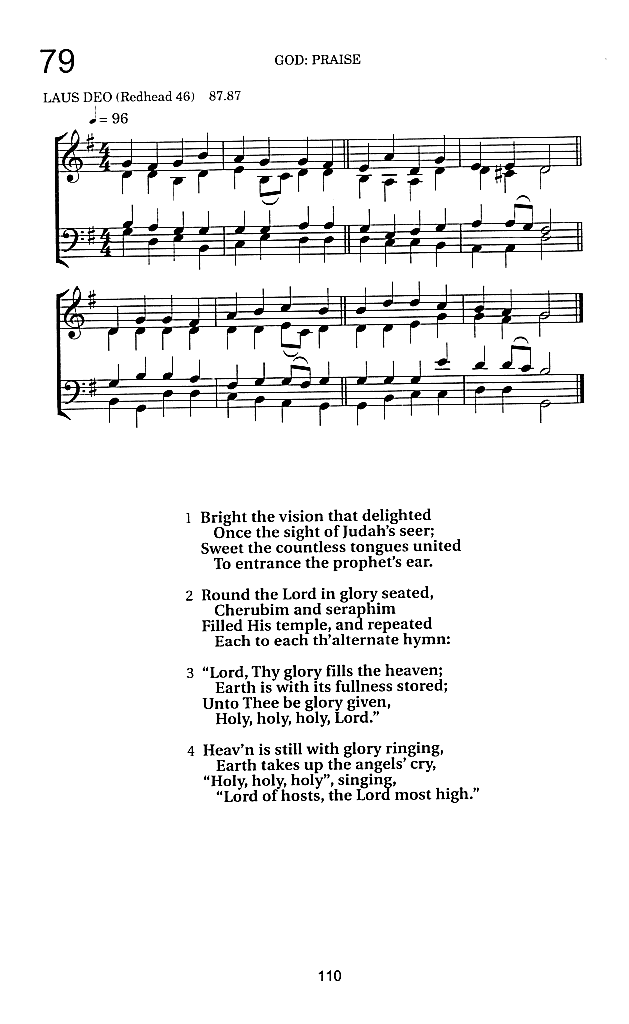 79
GOD: PRAISE
LAUS DEO (Redhead 46) 87.87
♩= 96
1 Bright the vision that delighted
Once the sight of Judah's seer;
Sweet the countless tongues united
To entrance the prophet's ear.
2 Round the Lord in glory seated,
Cherubim and seraphim
Filled His temple, and repeated
Each to each th'alternate hymn:
3 “Lord, Thy glory fills the heaven;
Earth is with its fullness stored;
Unto Thee be glory given,
Holy, holy, holy, Lord.”
4 Heav'n is still with glory ringing,
Earth takes up the angels' cry,
“Holy, holy, holy”, singing,
“Lord of hosts, the Lord most high.”
110